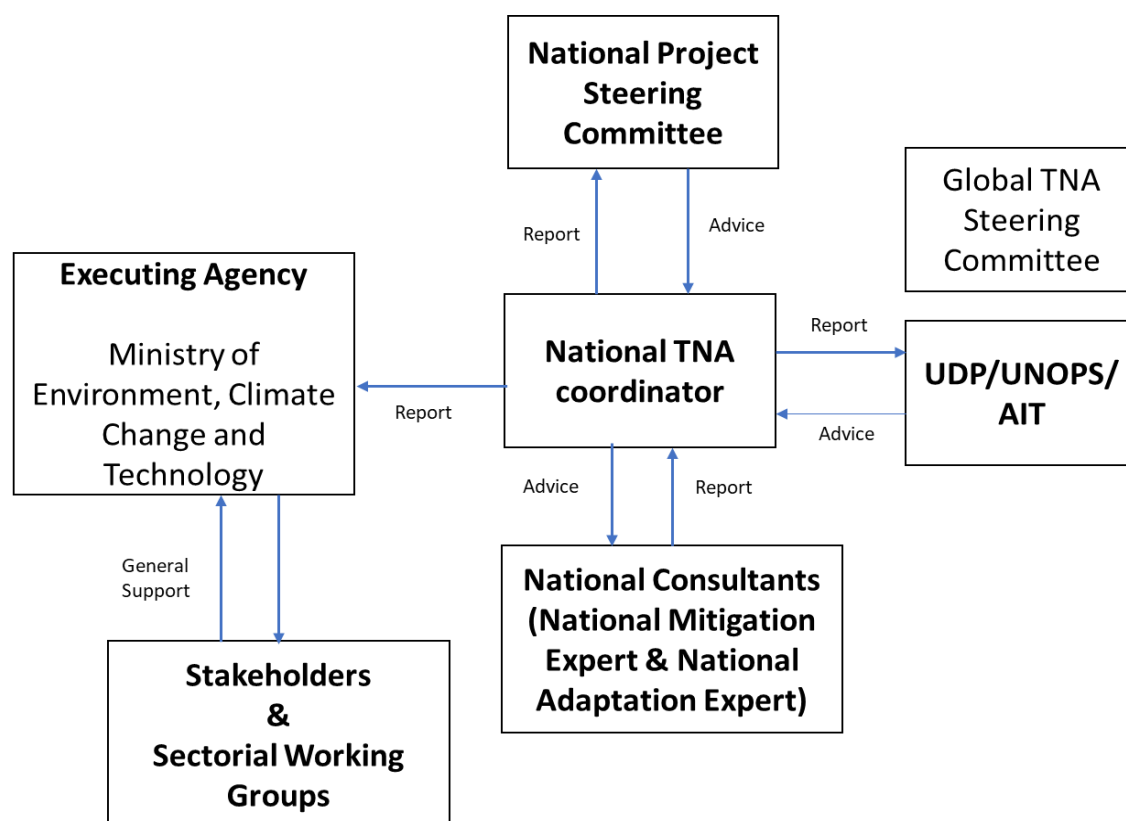 National Project
Steering
Committee
Global TNA
Steering
Committee
Report
Advice
Executing Agency
Ministry of
Environment, Climate
Change and
Technology
National TNA
coordinator
Report
UDP/UNOPS/
AIT
Report
Advice
Advice
Report
General
Support
National Consultants
(National Mitigation
Expert & National
Adaptation Expert)
Stakeholders
&
Sectorial Working
Groups